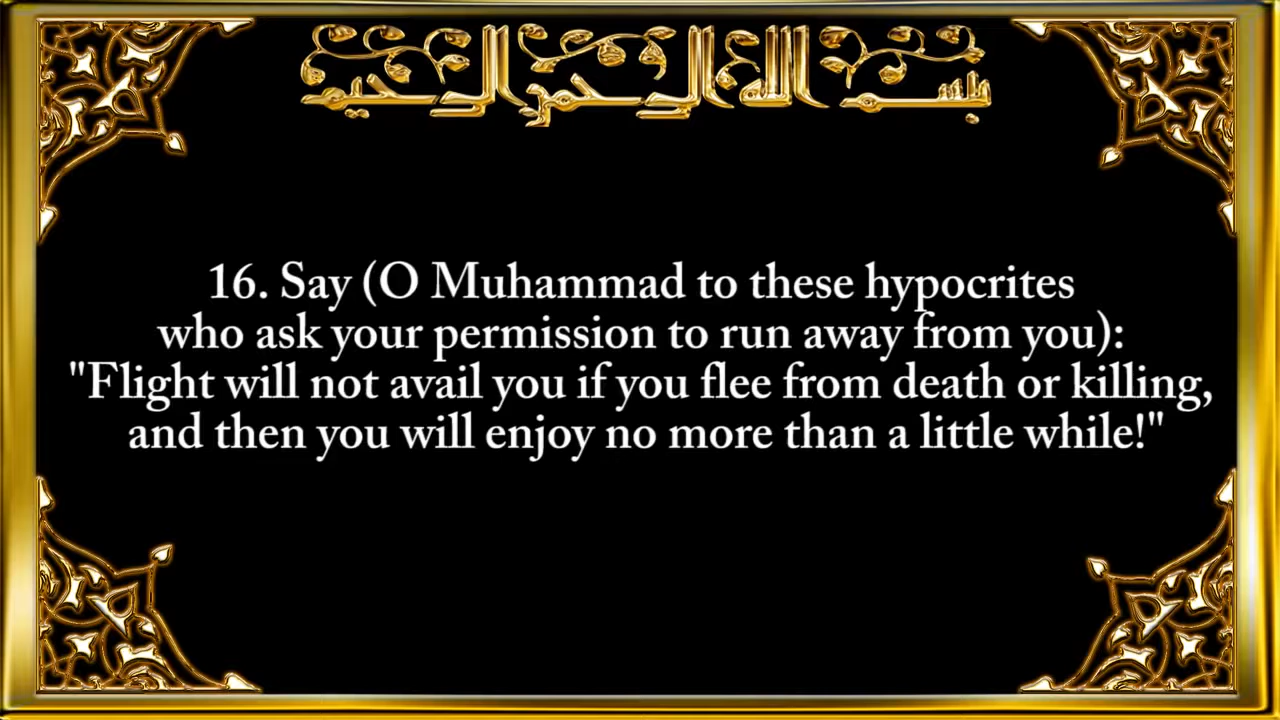 بسم الله الرحمن الرحيم
16. Say (O Muhammad to these hypocrites
who ask your permission to run away from you):
"Flight will not avail you if you flee from death or killing,
and then you will enjoy no more than a little while!"